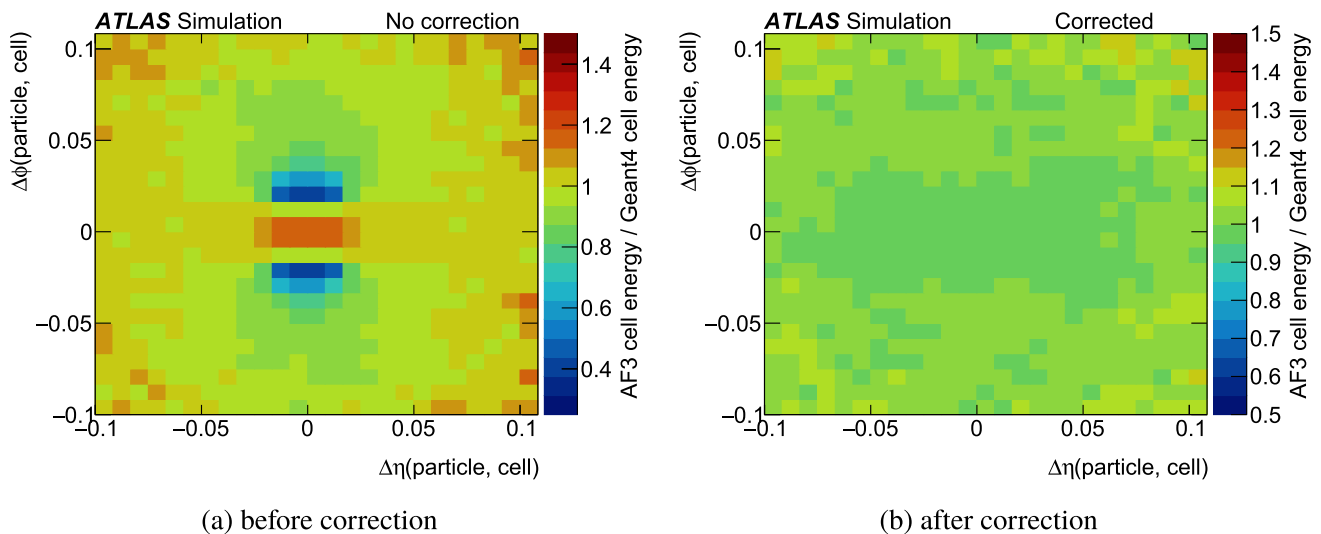 ATLAS Simulation No correction
0.1
0.05
0
−0.05
−0.1
Δϕ(particle, cell)
−0.1 −0.05 0 0.05 0.1
Δη(particle, cell)
1.4
1.2
1
0.8
0.6
0.4
AF3 cell energy / Geant4 cell energy
(a) before correction
ATLAS Simulation Corrected
0.1
0.05
0
−0.05
−0.1
Δϕ(particle, cell)
−0.1 −0.05 0 0.05 0.1
Δη(particle, cell)
1.5
1.4
1.3
1.2
1.1
1
0.9
0.8
0.7
0.6
0.5
AF3 cell energy / Geant4 cell energy
(b) after correction